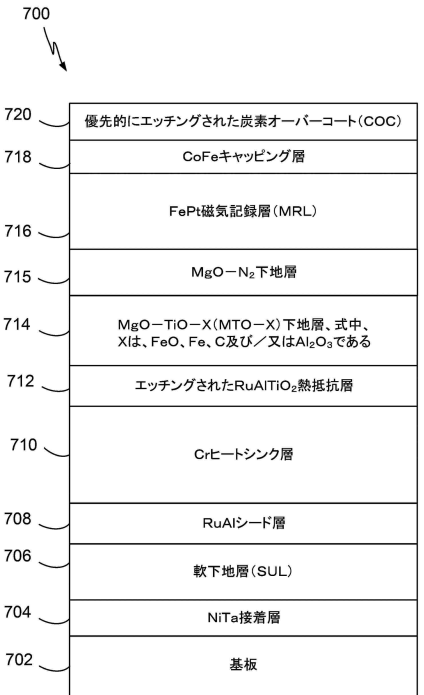 700
720
優先的にエッチングされた炭素オーバーコート(COC)
718
CoFeキャッピング層
716
FePt磁気記録層(MRL)
715
MgO-N₂下地層
714
MgO-TiO-X(MTO-X)下地層、式中、
Xは、FeO、Fe、C及び/又はAl₂O₃である
712
エッチングされたRuAlTiO₂熱抵抗層
710
Crヒートシンク層
708
RuAlシード層
706
軟下地層(SUL)
704
NiTa接着層
702
基板